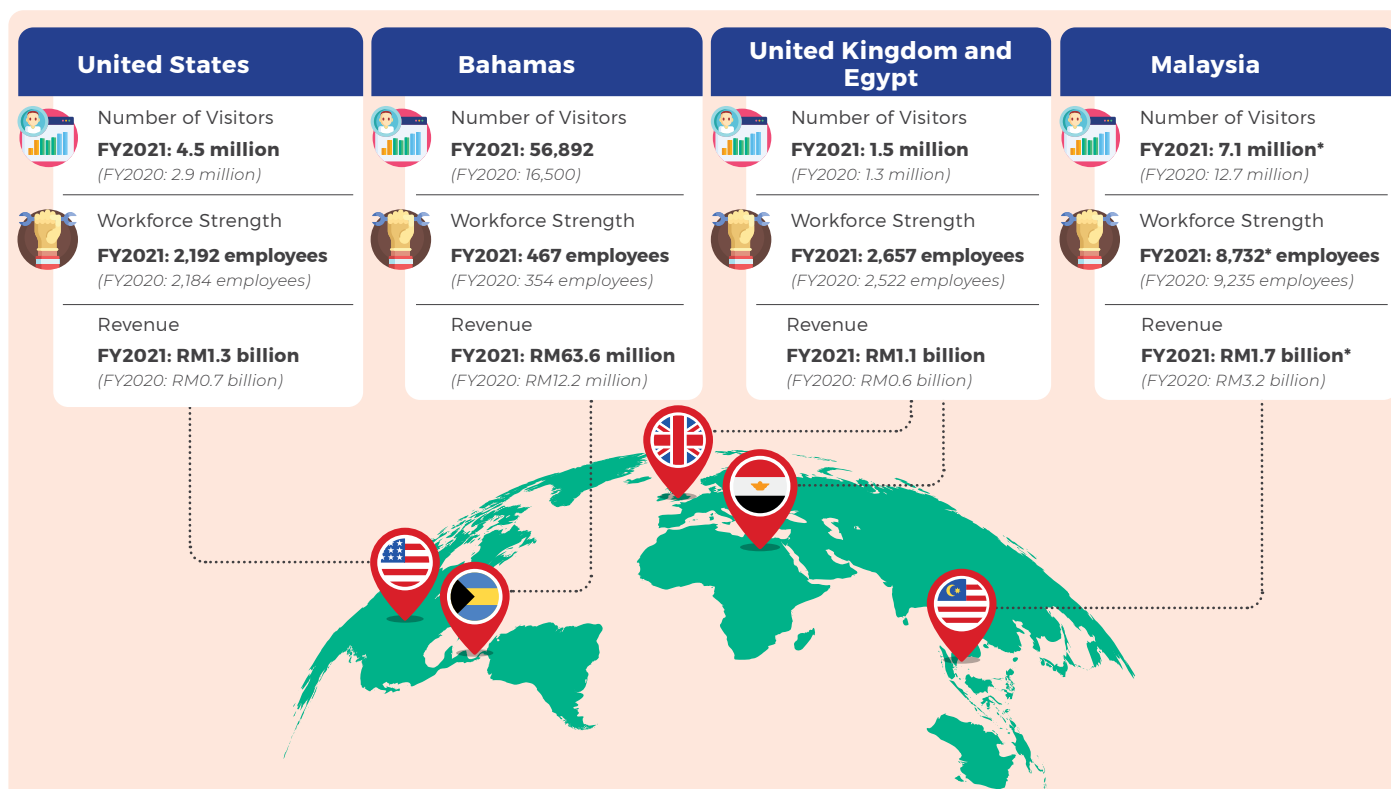 United States
Number of Visitors
FY2021: 4.5 million
(FY2020: 2.9 million)
Workforce Strength
FY2021: 2,192 employees
(FY2020: 2,184 employees)
Revenue
FY2021: RM1.3 billion
(FY2020: RM0.7 billion)
Bahamas
Number of Visitors
FY2021: 56,892
(FY2020: 16,500)
Workforce Strength
FY2021: 467 employees
(FY2020: 354 employees)
Revenue
FY2021: RM63.6 million
(FY2020: RM12.2 million)
United Kingdom and
Egypt
Number of Visitors
FY2021: 1.5 million
(FY2020: 1.3 million)
Workforce Strength
FY2021: 2,657 employees
(FY2020: 2,522 employees)
Revenue
FY2021: RM1.1 billion
(FY2020: RM0.6 billion)
Malaysia
Number of Visitors
FY2021: 7.1 million*
(FY2020: 12.7 million)
Workforce Strength
FY2021: 8,732* employees
(FY2020: 9,235 employees)
Revenue
FY2021: RM1.7 billion*
(FY2020: RM3.2 billion)